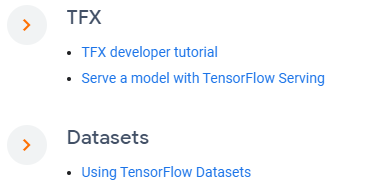 TFX
TFX developer tutorial
Serve a model with TensorFlow Serving
Datasets
Using TensorFlow Datasets